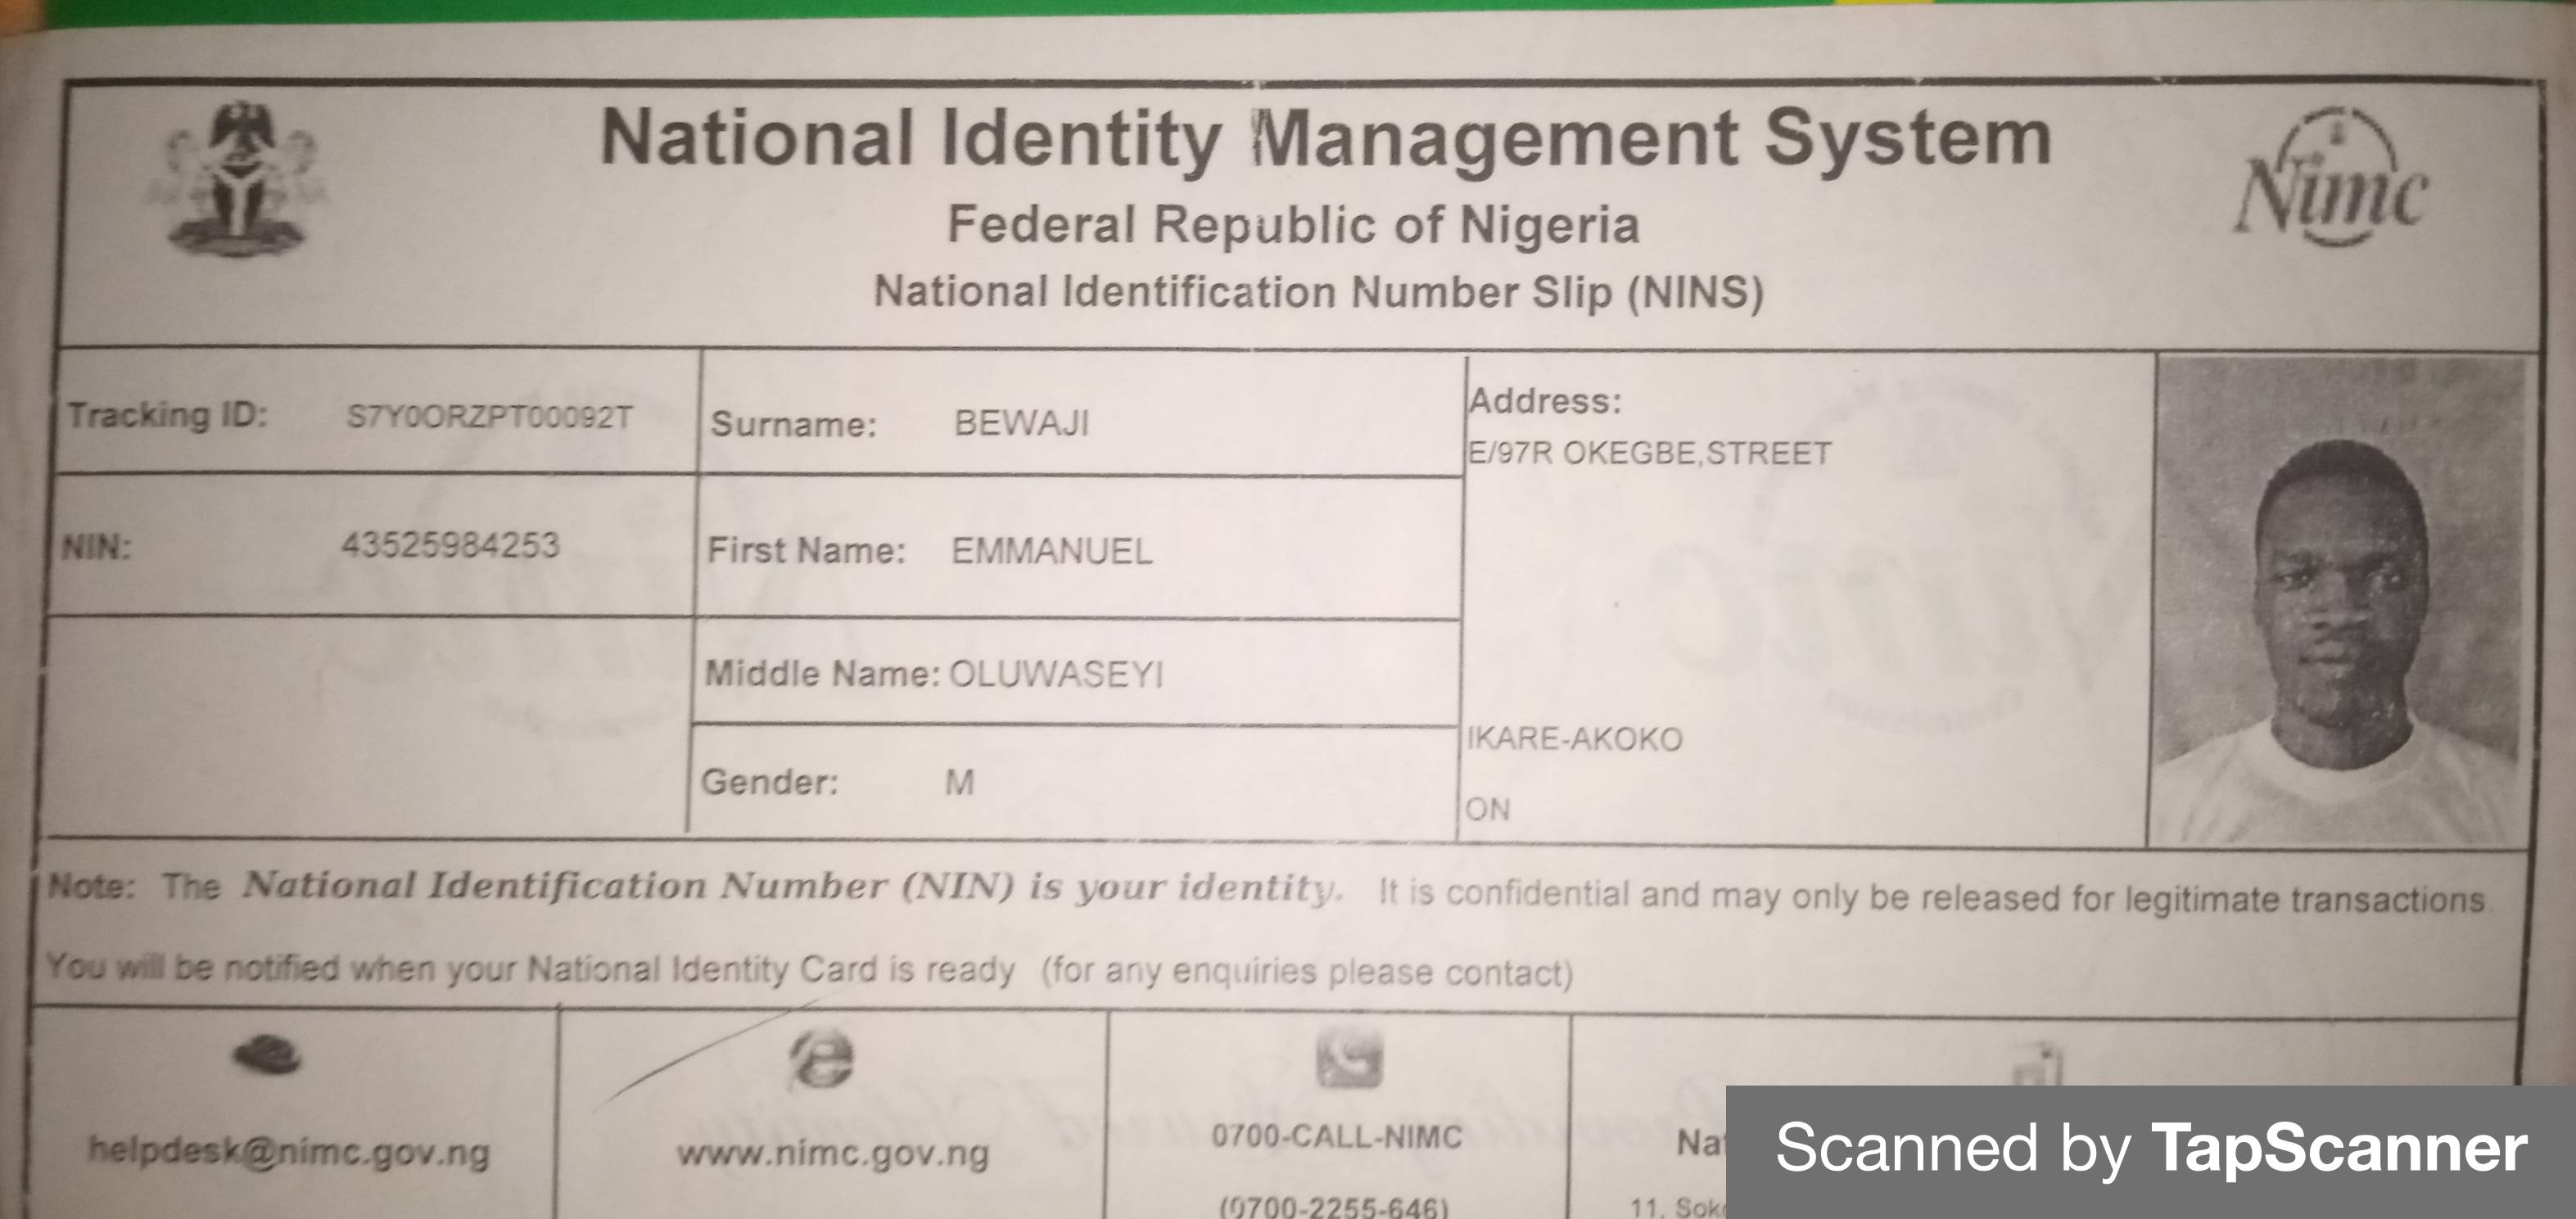 National Identity Management System
Federal Republic of Nigeria
National Identification Number Slip (NINS)
Nimc
Tracking ID: S7Y0ORZPT00092T
Surname: BEWAJI
Address:
E/97R OKEGBE,STREET
NIN: 43525984253
First Name: EMMANUEL
Middle Name: OLUWASEYI
IKARE-AKOKO
Gender: M
ON
Note: The National Identification Number (NIN) is your identity. It is confidential and may only be released for legitimate transactions.
You will be notified when your National Identity Card is ready (for any enquiries please contact)
helpdesk@nimc.gov.ng
www.nimc.gov.ng
0700-CALL-NIMC
(0700-2255-646)
11,
Scanned by TapScanner